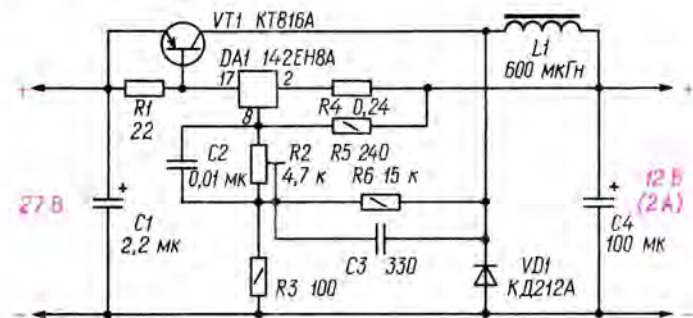 VT1 КТ816А
DA1 142ЕН8А
17
2
8
L1
600 мкГн
+
+
R1
22
R4 0,24
R5 240
C2
0,01 мк
R2
4,7 к
R6 15 к
27 В
+
C1
2,2 мк
12 В
(2 А)
+
C4
100 мк
C3 330
R3 100
VD1
КД212А
−
−